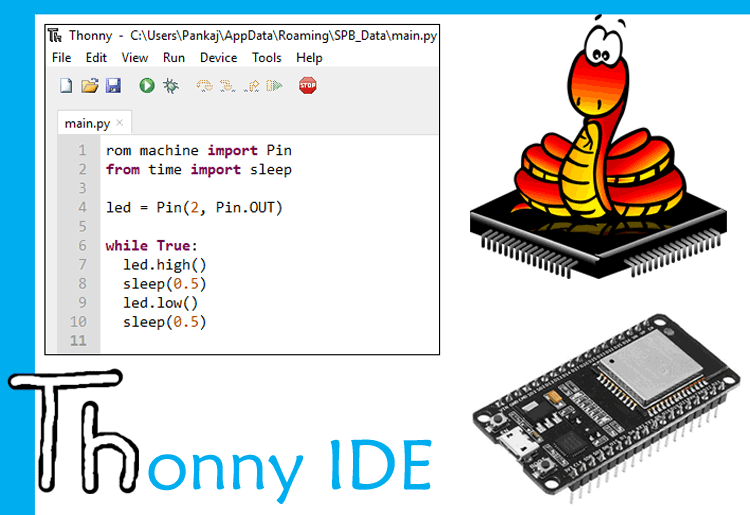 Thonny - C:\Users\Pankaj\AppData\Roaming\SPB_Data\main.py
File Edit View Run Device Tools Help
STOP
main.py ×
1 rom machine import Pin
2 from time import sleep
3
4 led = Pin(2, Pin.OUT)
5
6 while True:
7 led.high()
8 sleep(0.5)
9 led.low()
10 sleep(0.5)
11
Thonny IDE